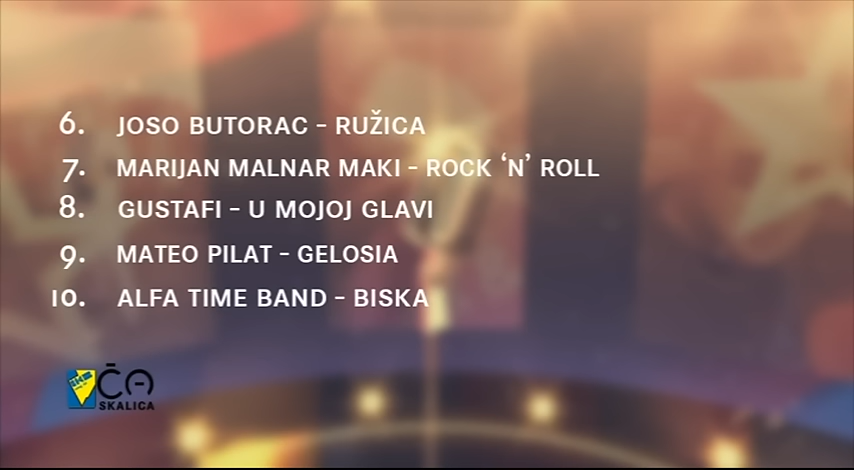 6. JOSO BUTORAC - RUŽICA
7. MARIJAN MALNAR MAKI - ROCK ‘N’ ROLL
8. GUSTAFI - U MOJOJ GLAVI
9. MATEO PILAT - GELOSIA
10. ALFA TIME BAND - BISKA
ČA
SKALICA